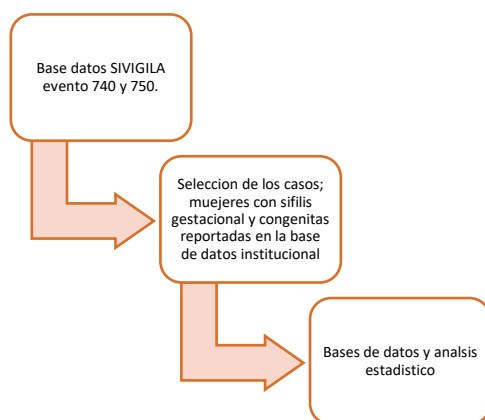 Base datos SIVIGILA
evento 740 y 750.
Seleccion de los casos;
muejeres con sifilis
gestacional y congenitas
reportadas en la base
de datos institucional
Bases de datos y analsis
estadistico